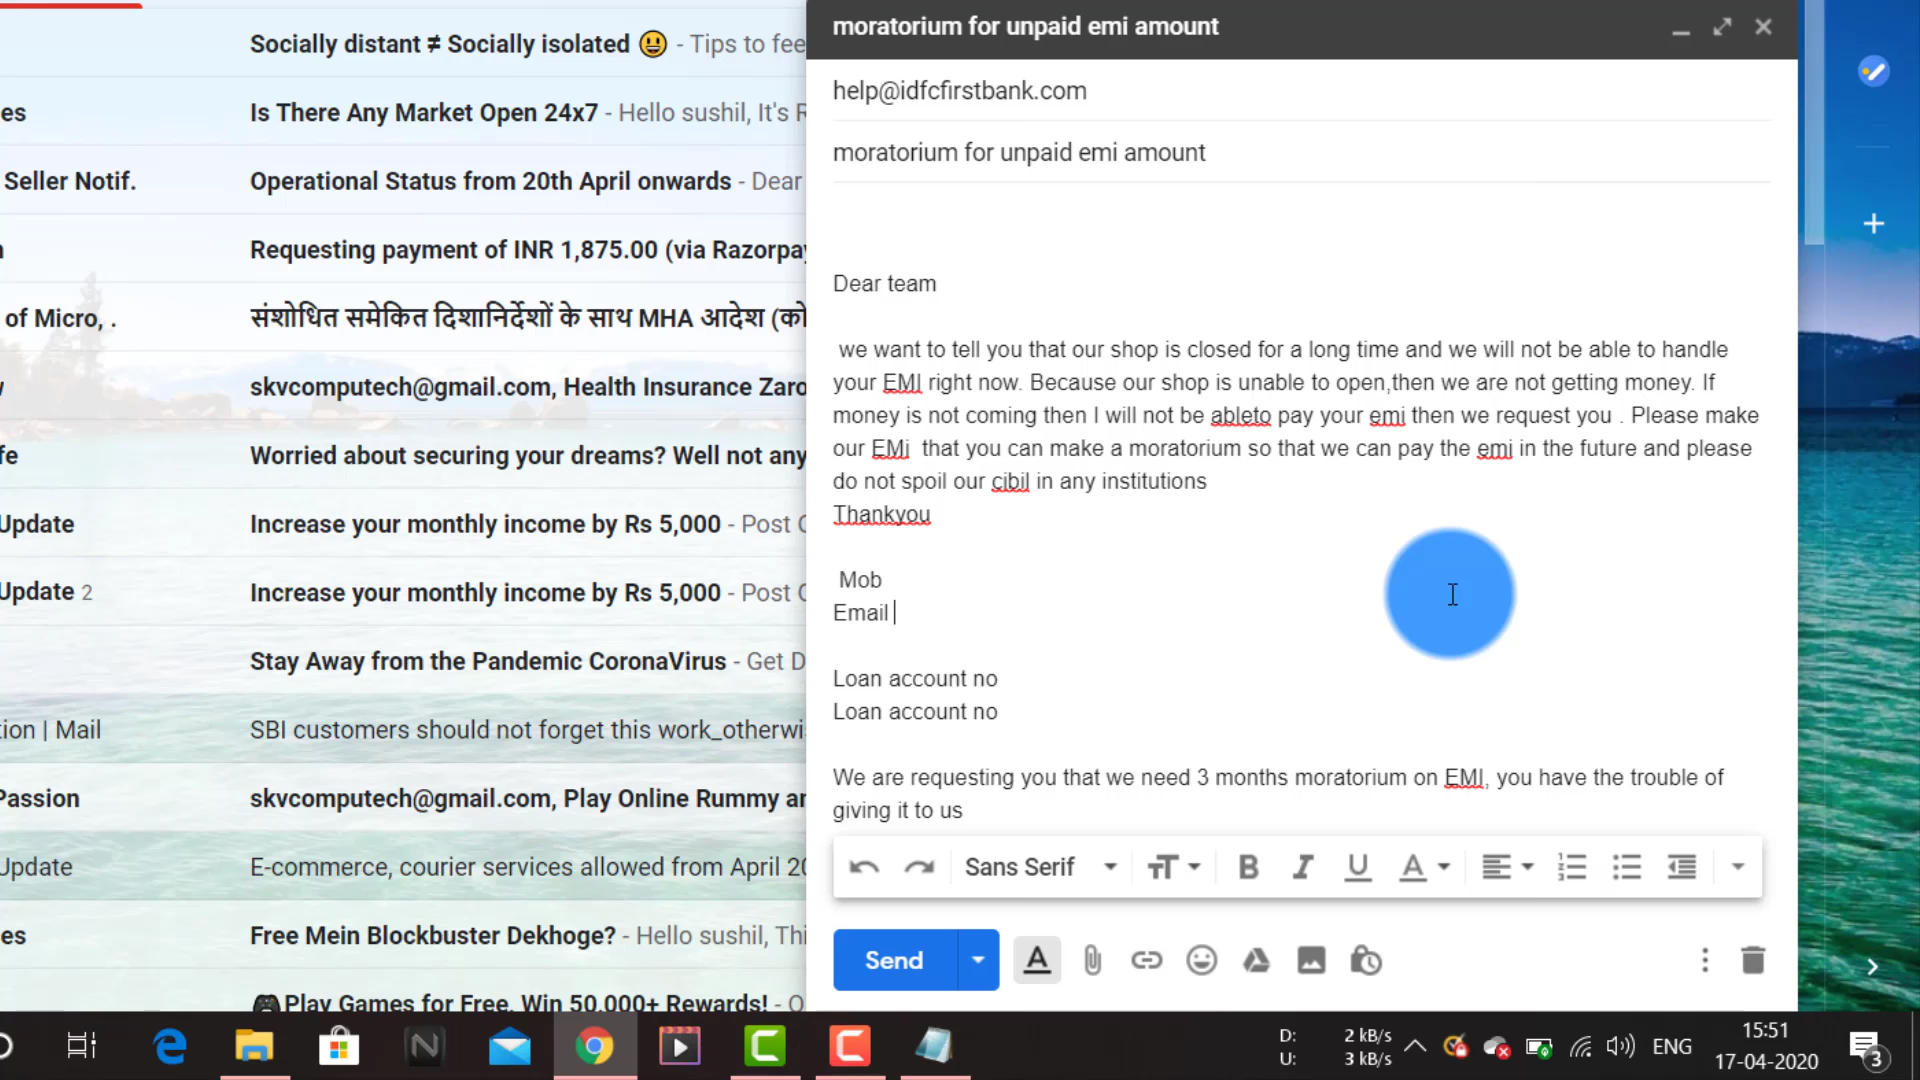 Socially distant ≠ Socially isolated 😃 - Tips to fee
es Is There Any Market Open 24x7 - Hello sushil, It's R
Seller Notif. Operational Status from 20th April onwards - Dear
Requesting payment of INR 1,875.00 (via Razorpay
of Micro, . संशोधित समेकित दिशानिर्देशों के साथ MHA आदेश (को
skvcomputech@gmail.com, Health Insurance Zaro
fe Worried about securing your dreams? Well not any
Update Increase your monthly income by Rs 5,000 - Post C
Update 2 Increase your monthly income by Rs 5,000 - Post C
Stay Away from the Pandemic CoronaVirus - Get D
tion | Mail SBI customers should not forget this work_otherwi
Passion skvcomputech@gmail.com, Play Online Rummy an
Update E-commerce, courier services allowed from April 20
es Free Mein Blockbuster Dekhoge? - Hello sushil, Thi
🎮Play Games for Free, Win 50,000+ Rewards! -
moratorium for unpaid emi amount
help@idfcfirstbank.com
moratorium for unpaid emi amount
Dear team
we want to tell you that our shop is closed for a long time and we will not be able to handle
your EMI right now. Because our shop is unable to open,then we are not getting money. If
money is not coming then I will not be ableto pay your emi then we request you . Please make
our EMi  that you can make a moratorium so that we can pay the emi in the future and please
do not spoil our cibil in any institutions
Thankyou
Mob
Email
Loan account no
Loan account no
We are requesting you that we need 3 months moratorium on EMI, you have the trouble of
giving it to us
Sans Serif
Send
D: 2 kB/s
U: 3 kB/s
ENG
15:51
17-04-2020
3